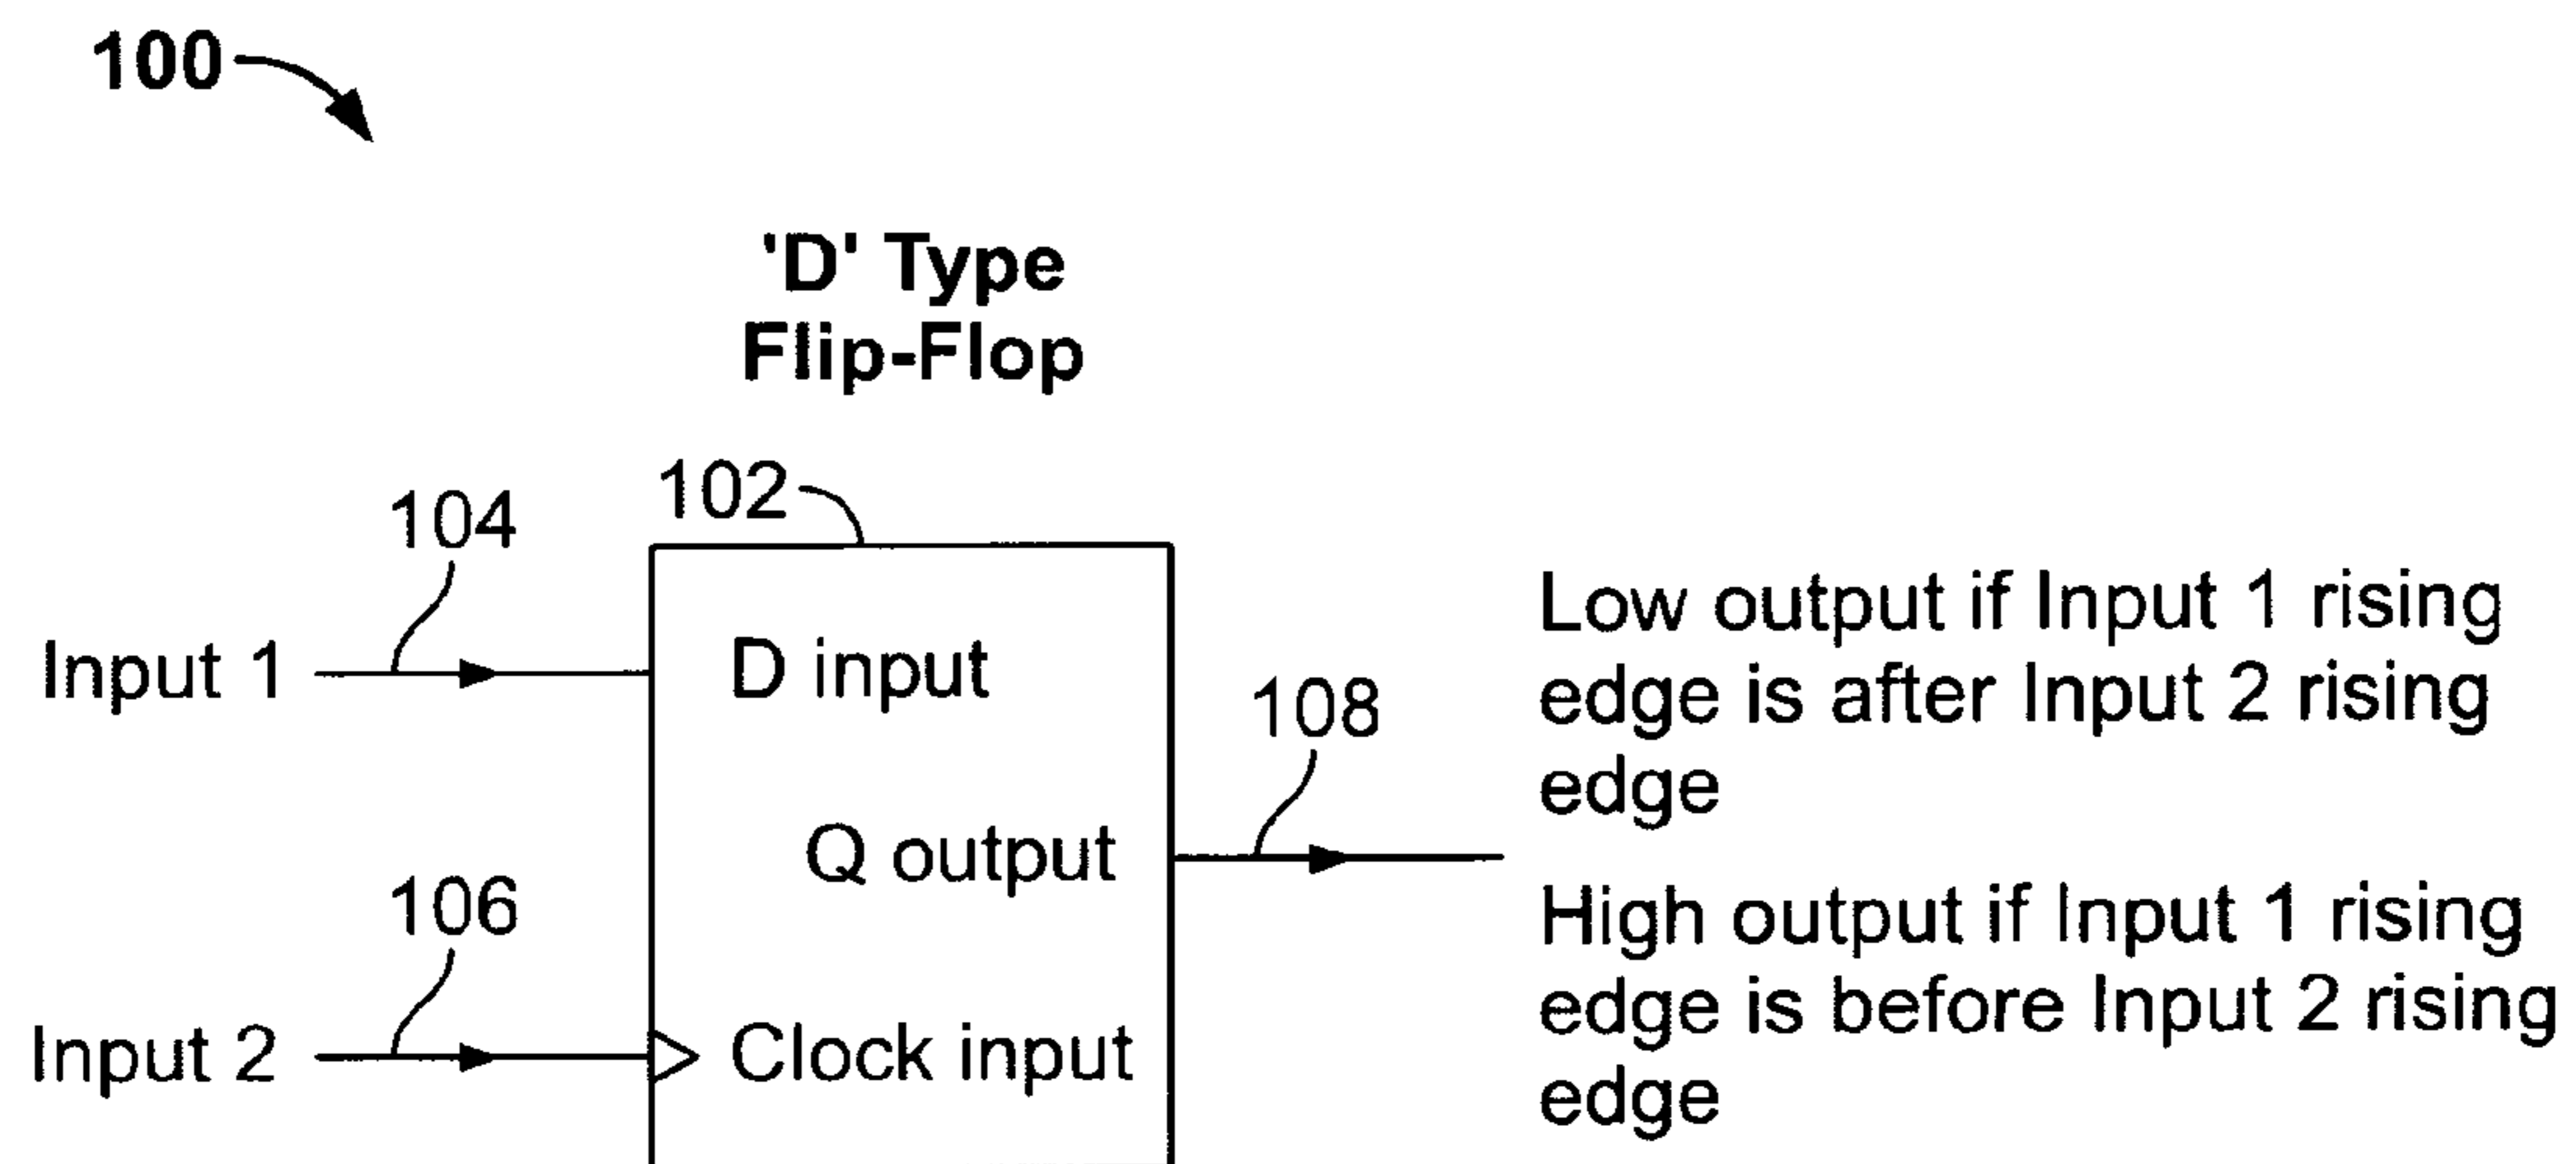 100
'D' Type
Flip-Flop
102
104
Input 1
D input
108
Q output
106
Input 2
Clock input
Low output if Input 1 rising
edge is after Input 2 rising
edge
High output if Input 1 rising
edge is before Input 2 rising
edge